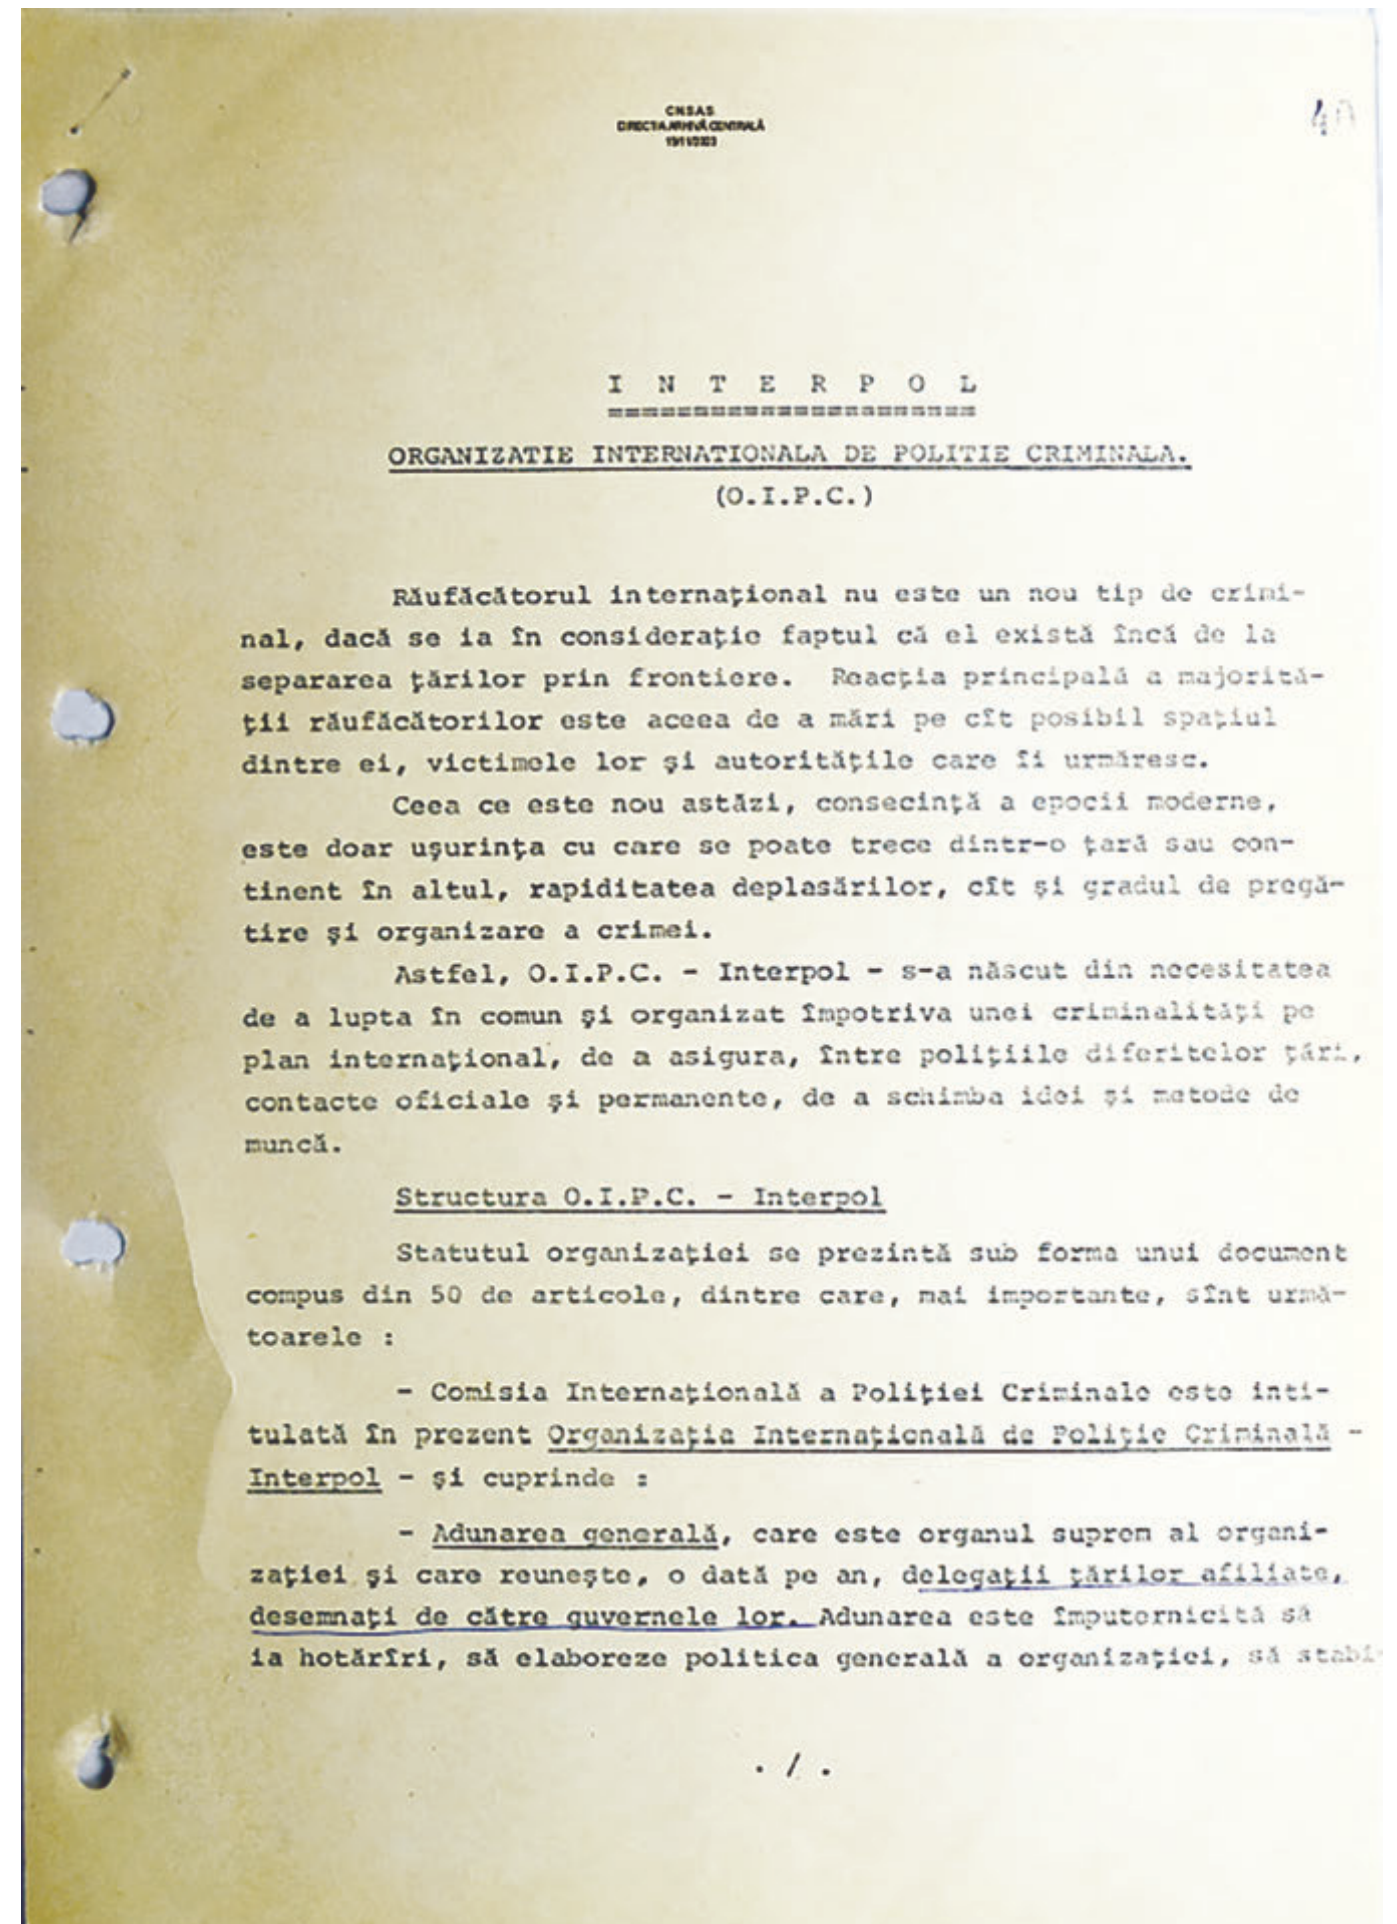 CNSAS
DIRECTIA ARHIVĂ CENTRALĂ
I N T E R P O L
=====================
ORGANIZATIE INTERNATIONALA DE POLITIE CRIMINALA.
(O.I.P.C.)
Răufăcătorul internaţional nu este un nou tip de crimi-
nal, dacă se ia în consideraţie faptul că el există încă de la
separarea ţărilor prin frontiere. Reacţia principală a majorită-
ţii răufăcătorilor este aceea de a mări pe cît posibil spaţiul
dintre ei, victimele lor şi autorităţile care îi urmăresc.
Ceea ce este nou astăzi, consecinţă a epocii moderne,
este doar uşurinţa cu care se poate trece dintr-o ţară sau con-
tinent în altul, rapiditatea deplasărilor, cît şi gradul de pregă-
tire şi organizare a crimei.
Astfel, O.I.P.C. - Interpol - s-a născut din necesitatea
de a lupta în comun şi organizat împotriva unei criminalităţi pe
plan internaţional, de a asigura, între poliţiile diferitelor ţări,
contacte oficiale şi permanente, de a schimba idei şi metode de
muncă.
Structura O.I.P.C. - Interpol
Statutul organizaţiei se prezintă sub forma unui document
compus din 50 de articole, dintre care, mai importante, sînt urmă-
toarele :
- Comisia Internaţională a Poliţiei Criminale este inti-
tulată în prezent Organizaţia Internaţională de Poliţie Criminală -
Interpol - şi cuprinde :
- Adunarea generală, care este organul suprem al organi-
zaţiei şi care reuneşte, o dată pe an, delegaţii ţărilor afiliate,
desemnaţi de către guvernele lor. Adunarea este împuternicită să
ia hotărîri, să elaboreze politica generală a organizaţiei, să stabi-
. / .